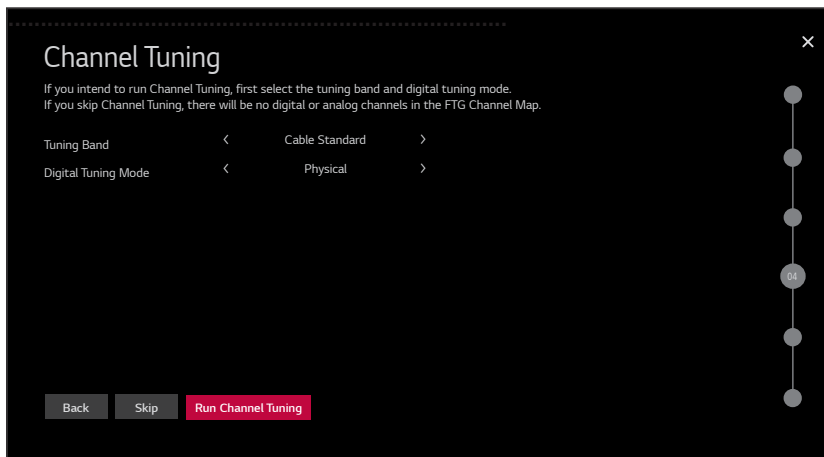 Channel Tuning
If you intend to run Channel Tuning, first select the tuning band and digital tuning mode.
If you skip Channel Tuning, there will be no digital or analog channels in the FTG Channel Map.
Tuning Band < Cable Standard >
Digital Tuning Mode < Physical >
04
Back Skip Run Channel Tuning